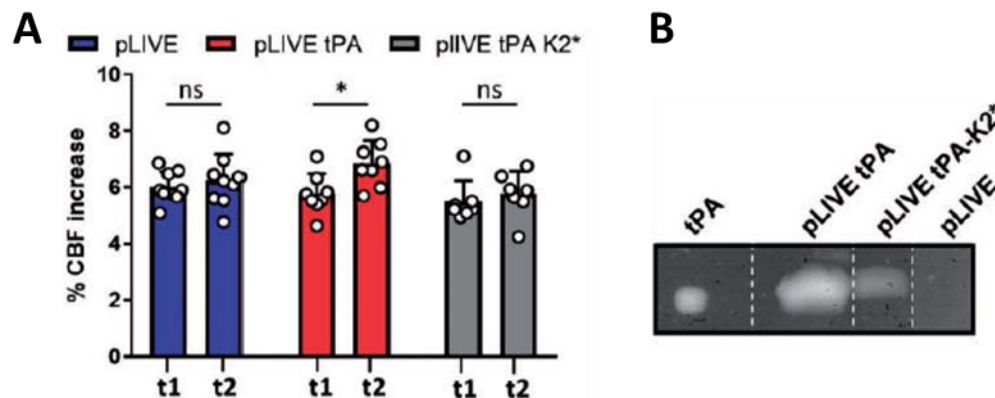 A
pLIVE
pLIVE tPA
plIVE tPA K2*
% CBF increase
10
8
6
4
2
0
ns
*
ns
t1
t2
t1
t2
t1
t2
B
tPA
pLIVE tPA
pLIVE tPA-K2*
pLIVE